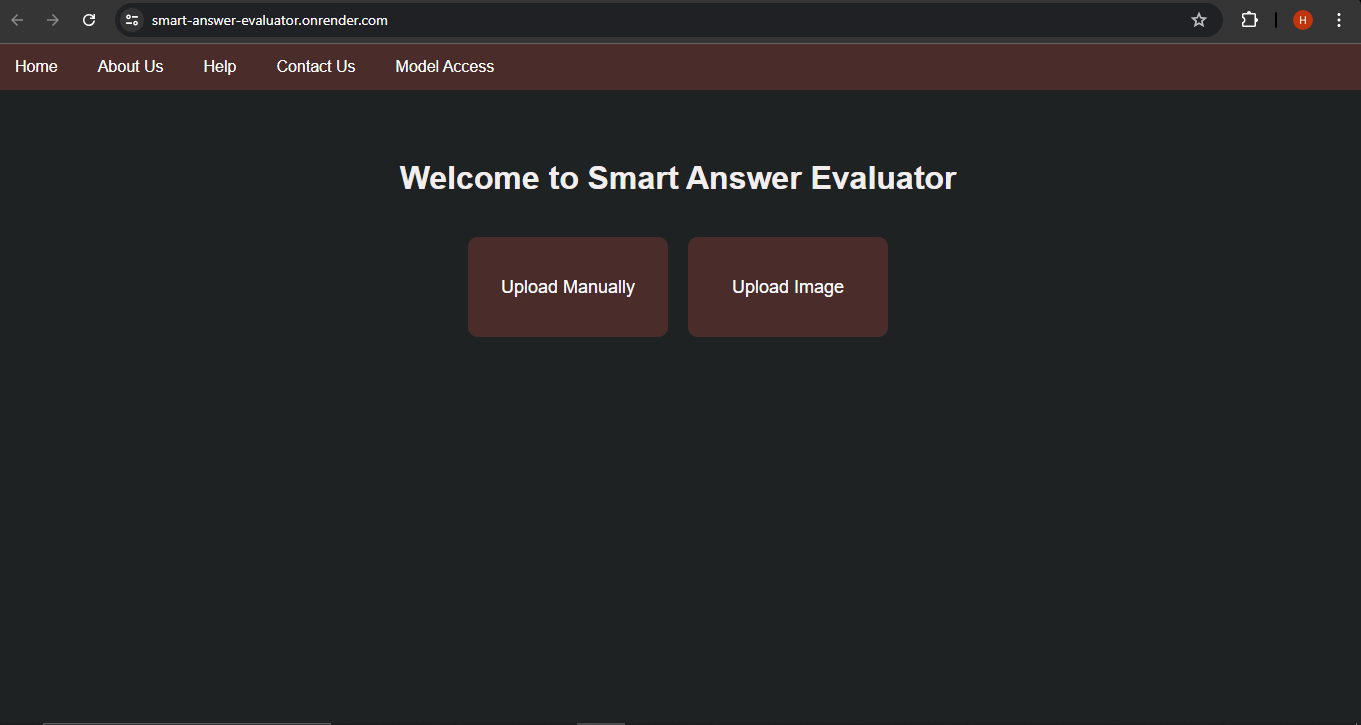 smart-answer-evaluator.onrender.com
H
Home About Us Help Contact Us Model Access
Welcome to Smart Answer Evaluator
Upload Manually Upload Image